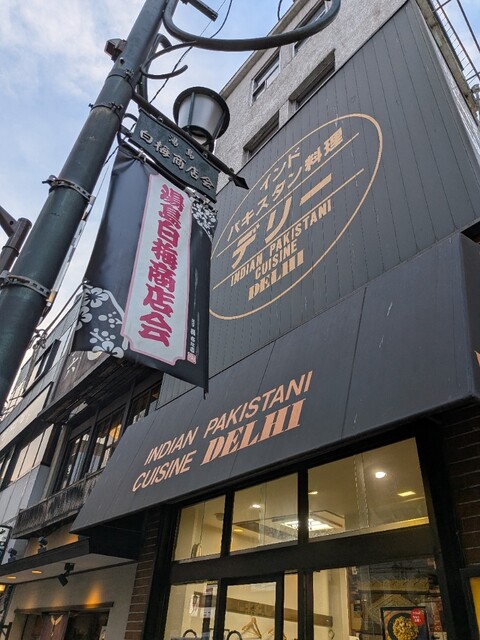 湯島
白梅商店会
湯島白梅商店会
インド
パキスタン料理
デリー
INDIAN PAKISTANI
CUISINE
DELHI
INDIAN PAKISTANI
CUISINE DELHI